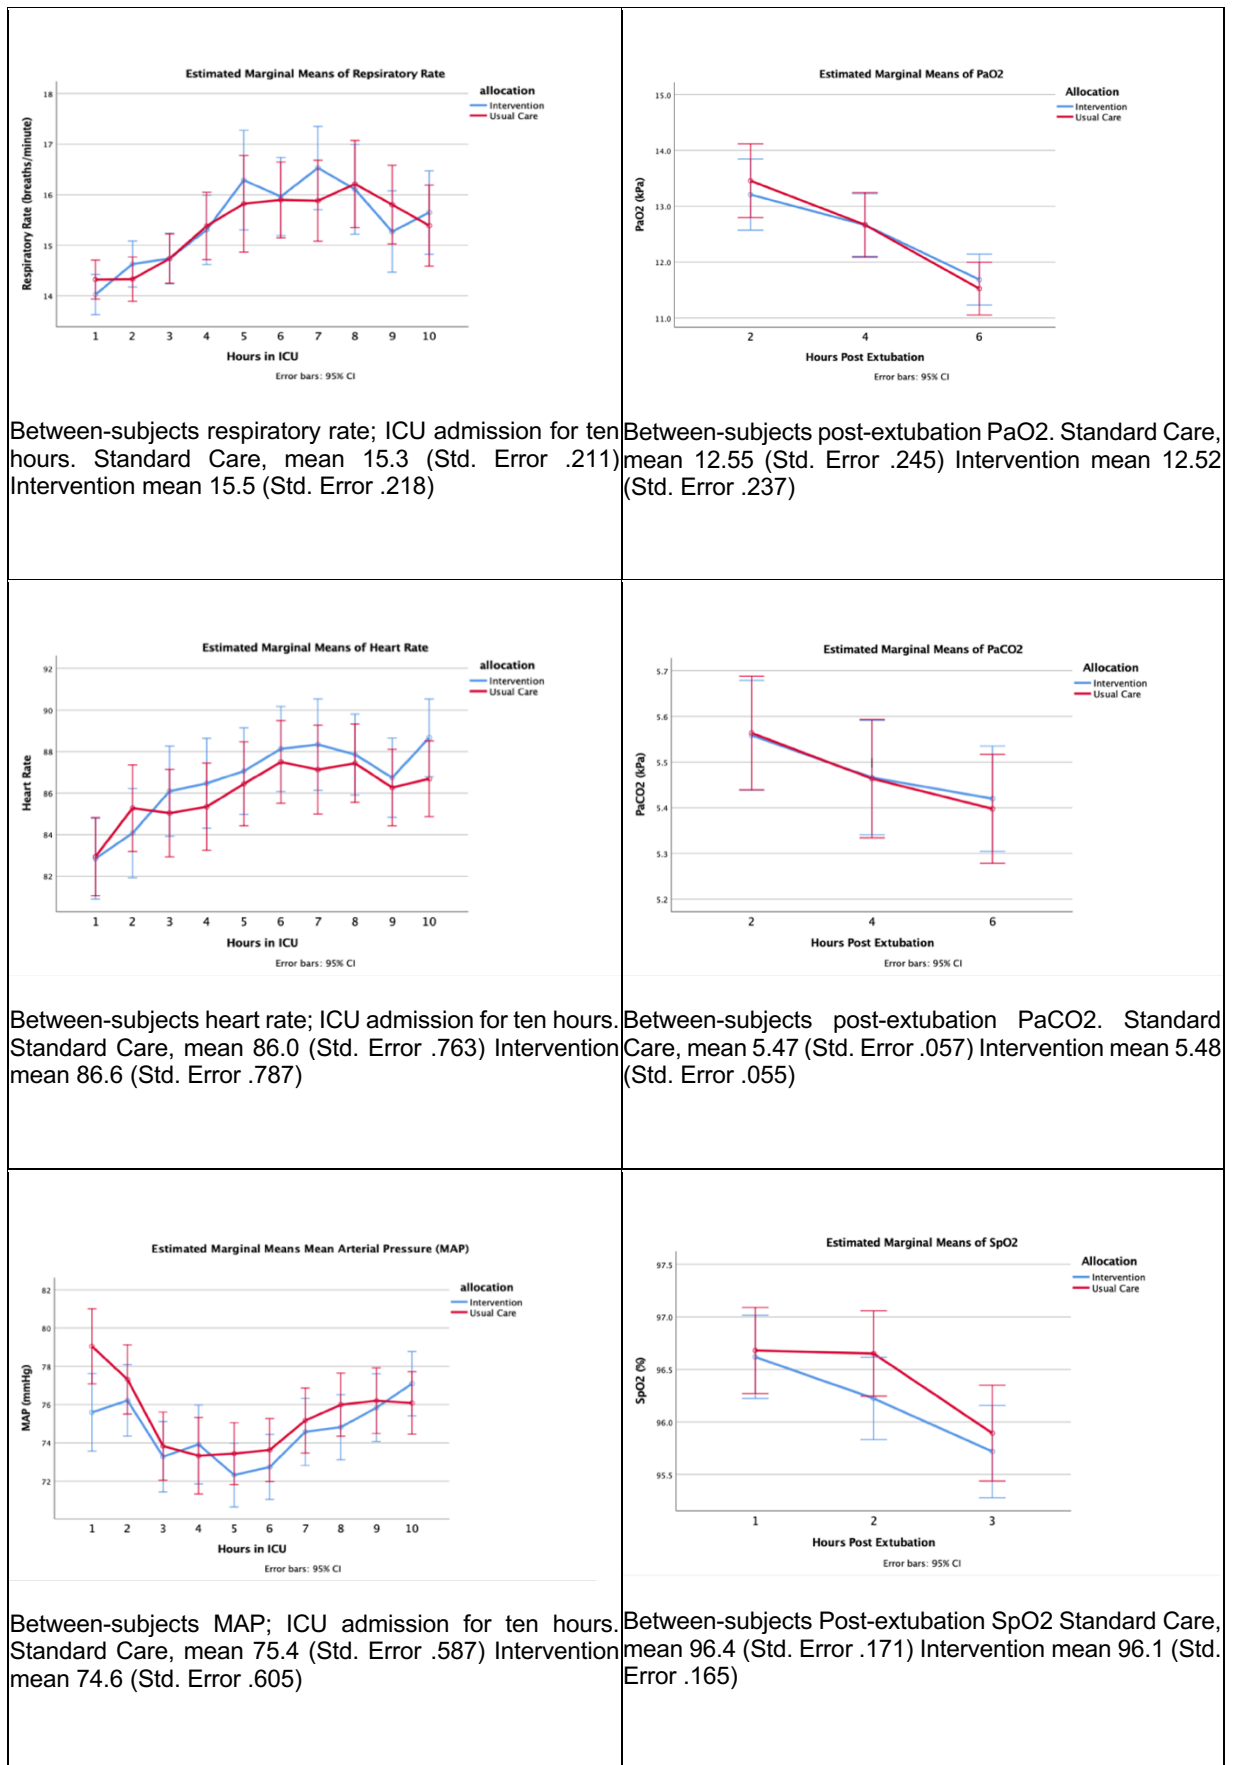 Estimated Marginal Means of Repsiratory Rate
allocation
Intervention
Usual Care
Respiratory Rate (breaths/minute)
18
17
16
15
14
1 2 3 4 5 6 7 8 9 10
Hours in ICU
Error bars: 95% CI
Between-subjects respiratory rate; ICU admission for ten
hours. Standard Care, mean 15.3 (Std. Error .211)
Intervention mean 15.5 (Std. Error .218)
Estimated Marginal Means of PaO2
Allocation
Intervention
Usual Care
PaO2 (kPa)
15.0
14.0
13.0
12.0
11.0
2 4 6
Hours Post Extubation
Error bars: 95% CI
Between-subjects post-extubation PaO2. Standard Care,
mean 12.55 (Std. Error .245) Intervention mean 12.52
(Std. Error .237)
Estimated Marginal Means of Heart Rate
allocation
Intervention
Usual Care
Heart Rate
92
90
88
86
84
82
1 2 3 4 5 6 7 8 9 10
Hours in ICU
Error bars: 95% CI
Between-subjects heart rate; ICU admission for ten hours.
Standard Care, mean 86.0 (Std. Error .763) Intervention
mean 86.6 (Std. Error .787)
Estimated Marginal Means of PaCO2
Allocation
Intervention
Usual Care
PaCO2 (kPa)
5.7
5.6
5.5
5.4
5.3
5.2
2 4 6
Hours Post Extubation
Error bars: 95% CI
Between-subjects post-extubation PaCO2. Standard
Care, mean 5.47 (Std. Error .057) Intervention mean 5.48
(Std. Error .055)
Estimated Marginal Means Mean Arterial Pressure (MAP)
allocation
Intervention
Usual Care
MAP (mmHg)
82
80
78
76
74
72
1 2 3 4 5 6 7 8 9 10
Hours in ICU
Error bars: 95% CI
Between-subjects MAP; ICU admission for ten hours.
Standard Care, mean 75.4 (Std. Error .587) Intervention
mean 74.6 (Std. Error .605)
Estimated Marginal Means of SpO2
Allocation
Intervention
Usual Care
SpO2 (%)
97.5
97.0
96.5
96.0
95.5
1 2 3
Hours Post Extubation
Error bars: 95% CI
Between-subjects Post-extubation SpO2 Standard Care,
mean 96.4 (Std. Error .171) Intervention mean 96.1 (Std.
Error .165)